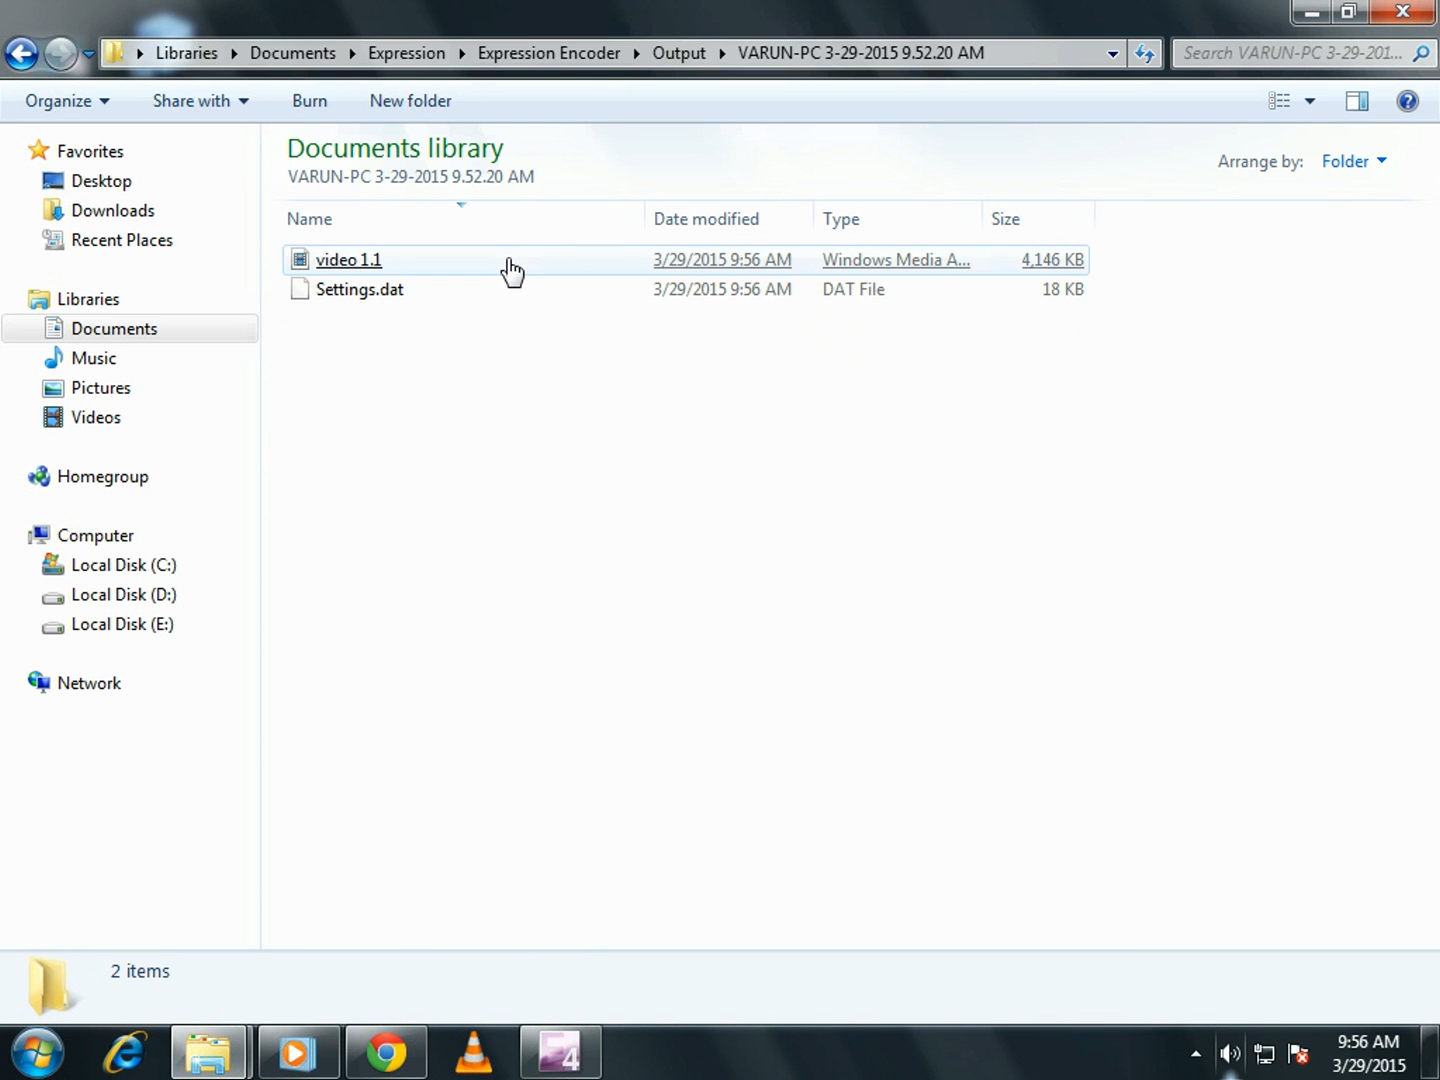 Libraries Documents Expression Expression Encoder Output VARUN-PC 3-29-2015 9.52.20 AM Search VARUN-PC 3-29-201...
Organize Share with Burn New folder
Favorites
Desktop
Downloads
Recent Places
Libraries
Documents
Music
Pictures
Videos
Homegroup
Computer
Local Disk (C:)
Local Disk (D:)
Local Disk (E:)
Network
Documents library
VARUN-PC 3-29-2015 9.52.20 AM
Arrange by: Folder
Name Date modified Type Size
video 1.1 3/29/2015 9:56 AM Windows Media A... 4,146 KB
Settings.dat 3/29/2015 9:56 AM DAT File 18 KB
2 items
4
9:56 AM
3/29/2015